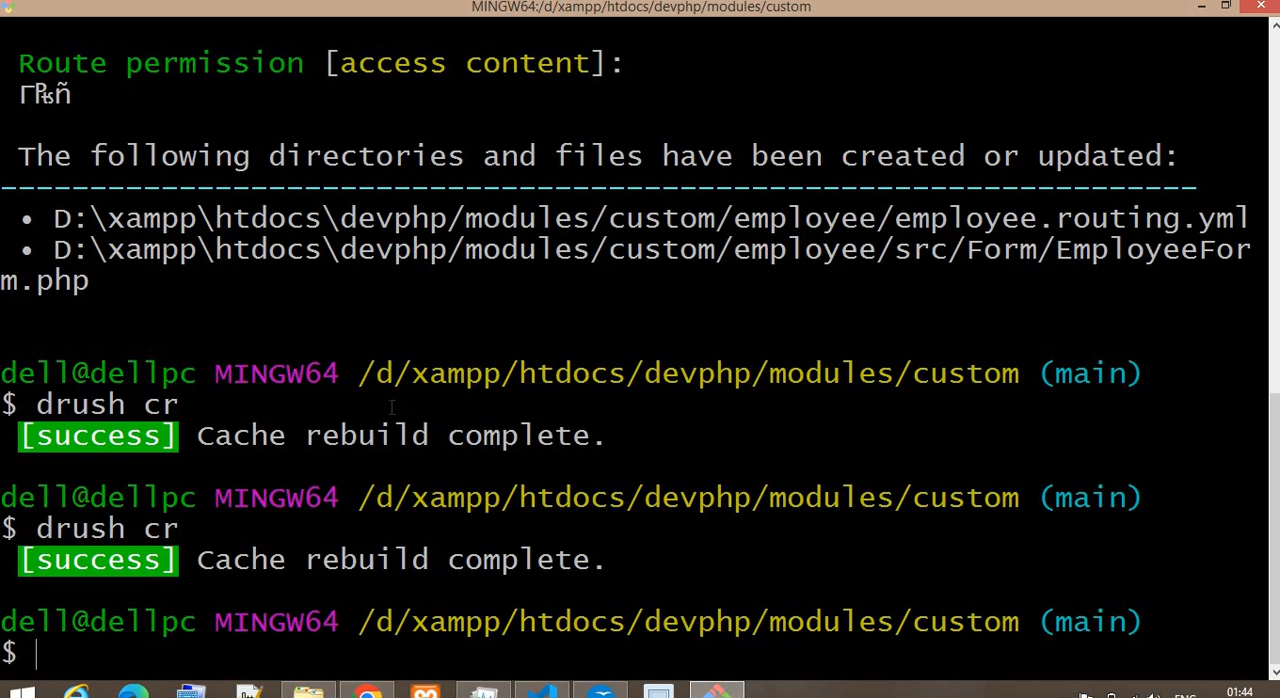 MINGW64:/d/xampp/htdocs/devphp/modules/custom
Route permission [access content]:
The following directories and files have been created or updated:
-------------------------------------------------------------------
• D:\xampp\htdocs\devphp/modules/custom/employee/employee.routing.yml
• D:\xampp\htdocs\devphp/modules/custom/employee/src/Form/EmployeeFor
m.php
dell@dellpc MINGW64 /d/xampp/htdocs/devphp/modules/custom (main)
$ drush cr
[success] Cache rebuild complete.
dell@dellpc MINGW64 /d/xampp/htdocs/devphp/modules/custom (main)
$ drush cr
[success] Cache rebuild complete.
dell@dellpc MINGW64 /d/xampp/htdocs/devphp/modules/custom (main)
$
ENG 01:44